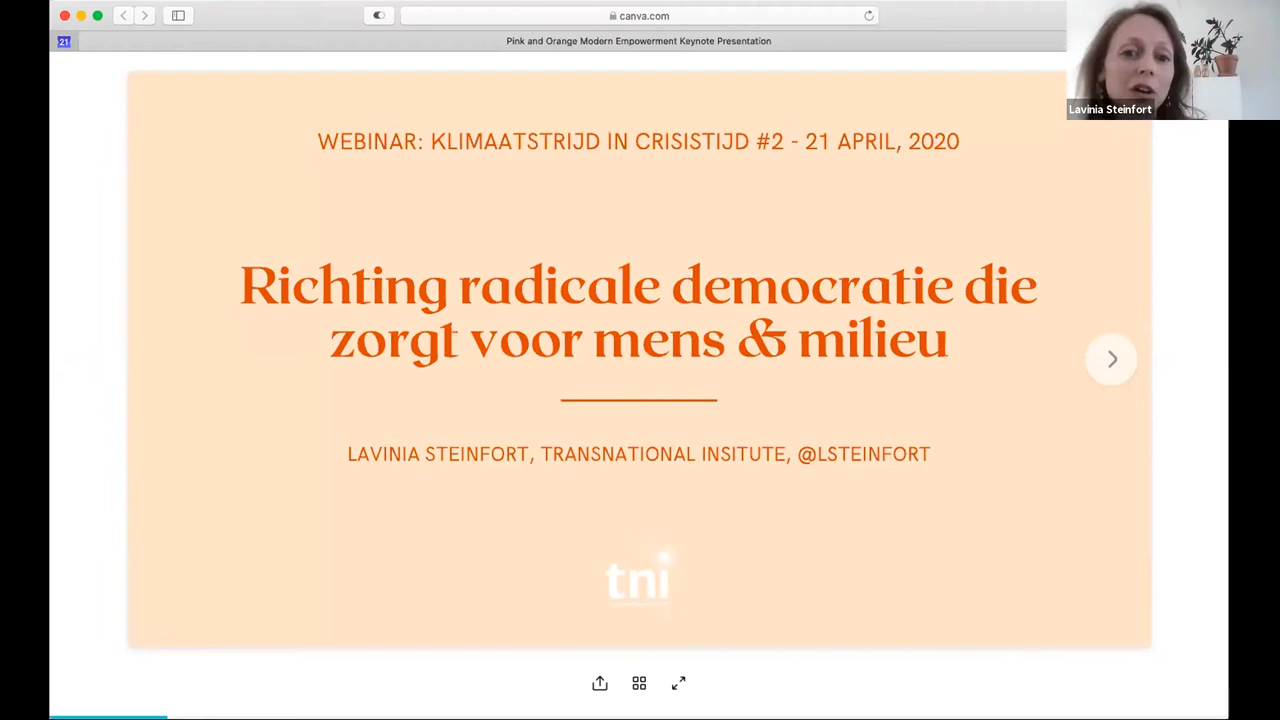 canva.com
21
Pink and Orange Modern Empowerment Keynote Presentation
Lavinia Steinfort
WEBINAR: KLIMAATSTRIJD IN CRISISTIJD #2 - 21 APRIL, 2020
Richting radicale democratie die
zorgt voor mens & milieu
LAVINIA STEINFORT, TRANSNATIONAL INSITUTE, @LSTEINFORT
tni